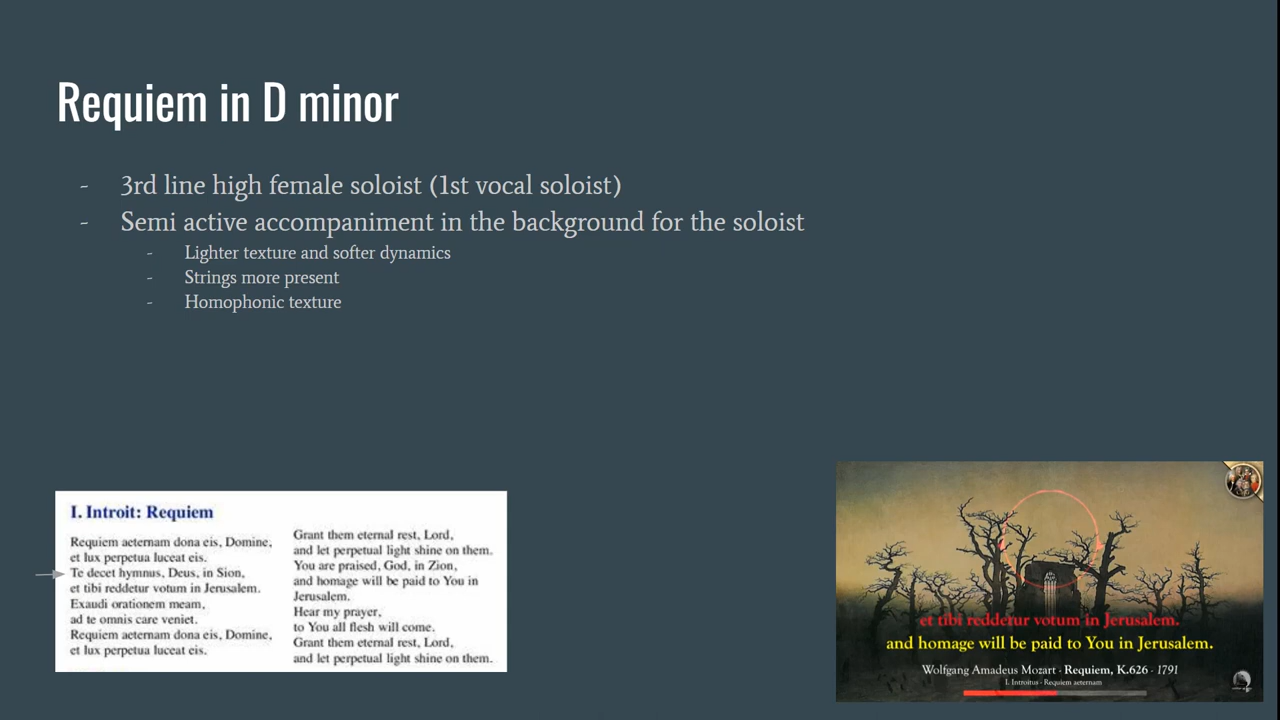 Requiem in D minor
- 3rd line high female soloist (1st vocal soloist)
- Semi active accompaniment in the background for the soloist
- Lighter texture and softer dynamics
- Strings more present
- Homophonic texture
I. Introit: Requiem
Requiem aeternam dona eis, Domine,
et lux perpetua luceat eis.
Te decet hymnus, Deus, in Sion,
et tibi reddetur votum in Jerusalem.
Exaudi orationem meam,
ad te omnis care veniet.
Requiem aeternam dona eis, Domine,
et lux perpetua luceat eis.
Grant them eternal rest, Lord,
and let perpetual light shine on them.
You are praised, God, in Zion,
and homage will be paid to You in
Jerusalem.
Hear my prayer,
to You all flesh will come.
Grant them eternal rest, Lord,
and let perpetual light shine on them.
et tibi reddetur votum in Jerusalem.
and homage will be paid to You in Jerusalem.
Wolfgang Amadeus Mozart · Requiem, K.626 · 1791
I. Introitus - Requiem aeternam